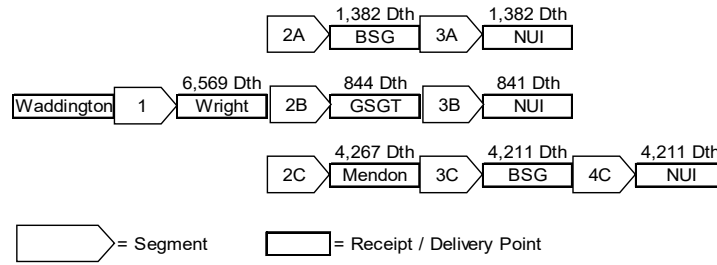 1,382 Dth 1,382 Dth
2A BSG 3A NUI
6,569 Dth 844 Dth 841 Dth
Waddington 1 Wright 2B GSGT 3B NUI
4,267 Dth 4,211 Dth 4,211 Dth
2C Mendon 3C BSG 4C NUI
= Segment = Receipt / Delivery Point